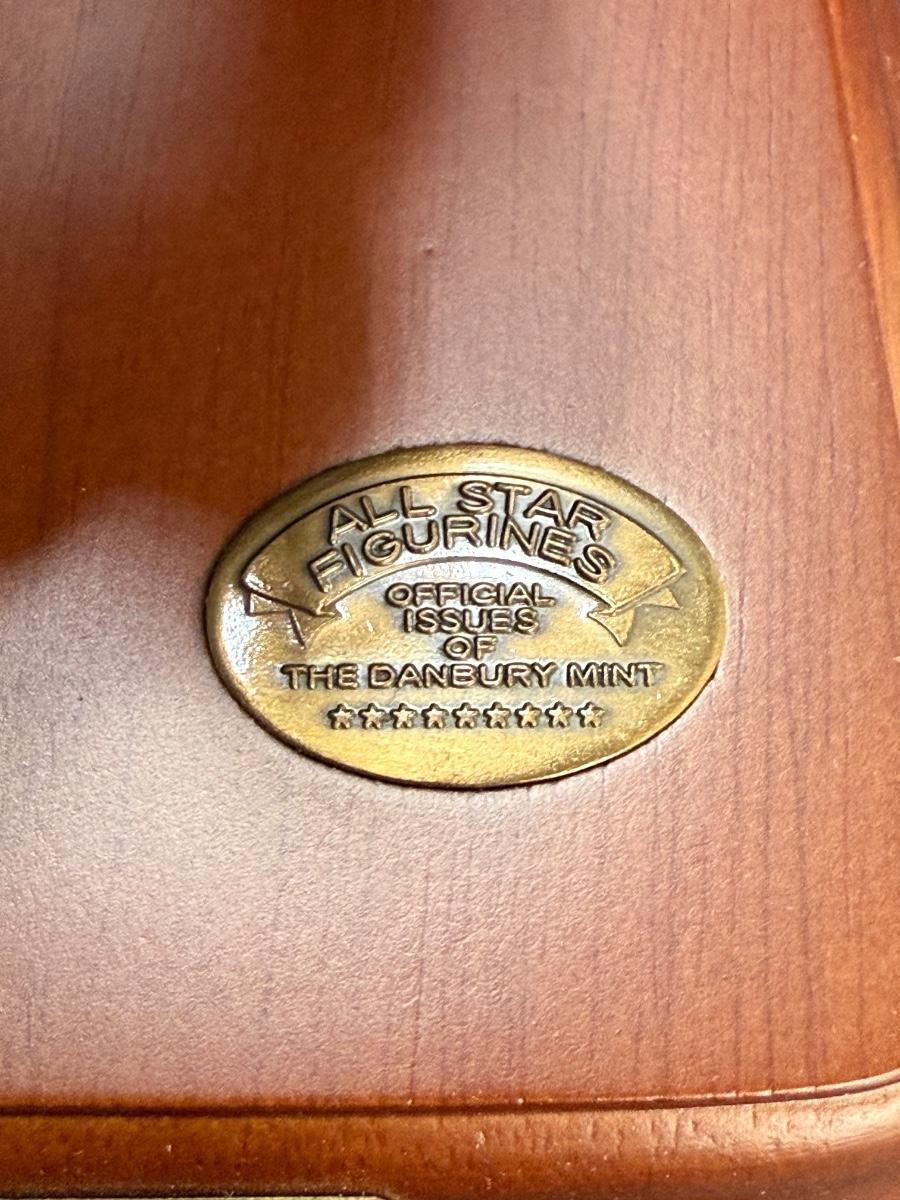 ALL STAR
FIGURINES
OFFICIAL
ISSUES
OF
THE DANBURY MINT